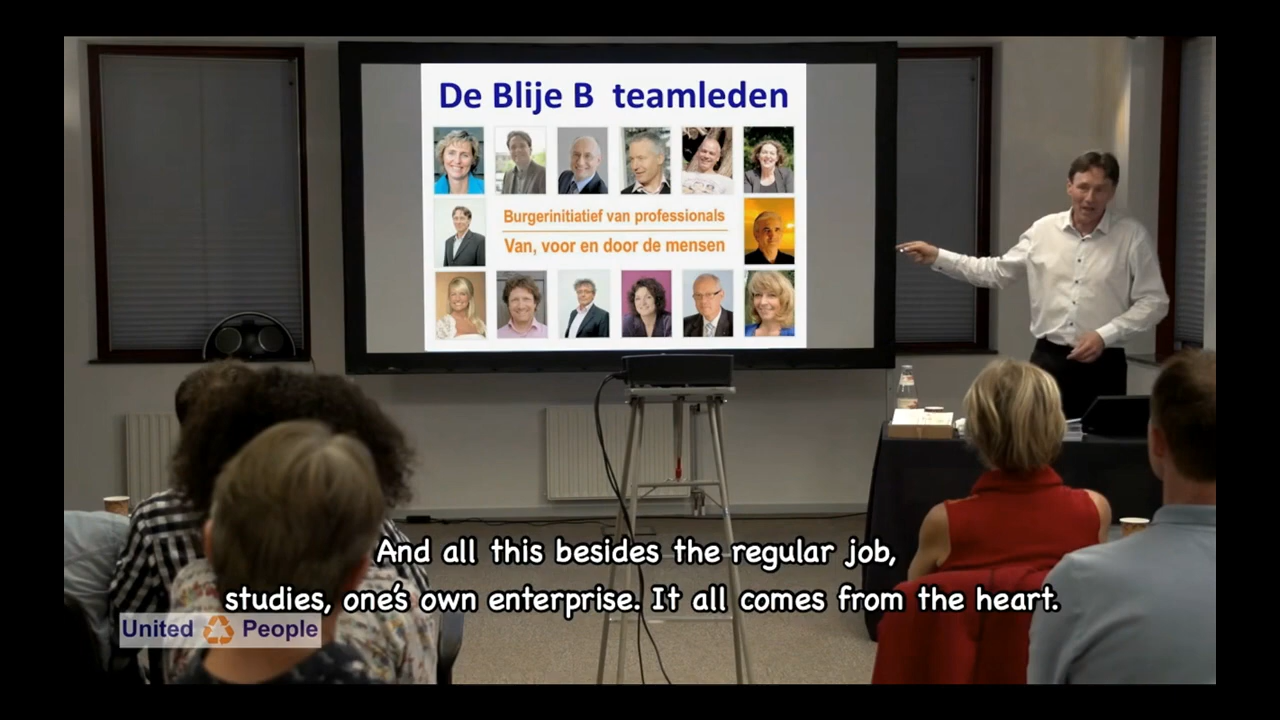 De Blije B teamleden
Burgerinitiatief van professionals
Van, voor en door de mensen
And all this besides the regular job,
studies, one's own enterprise. It all comes from the heart.
United People